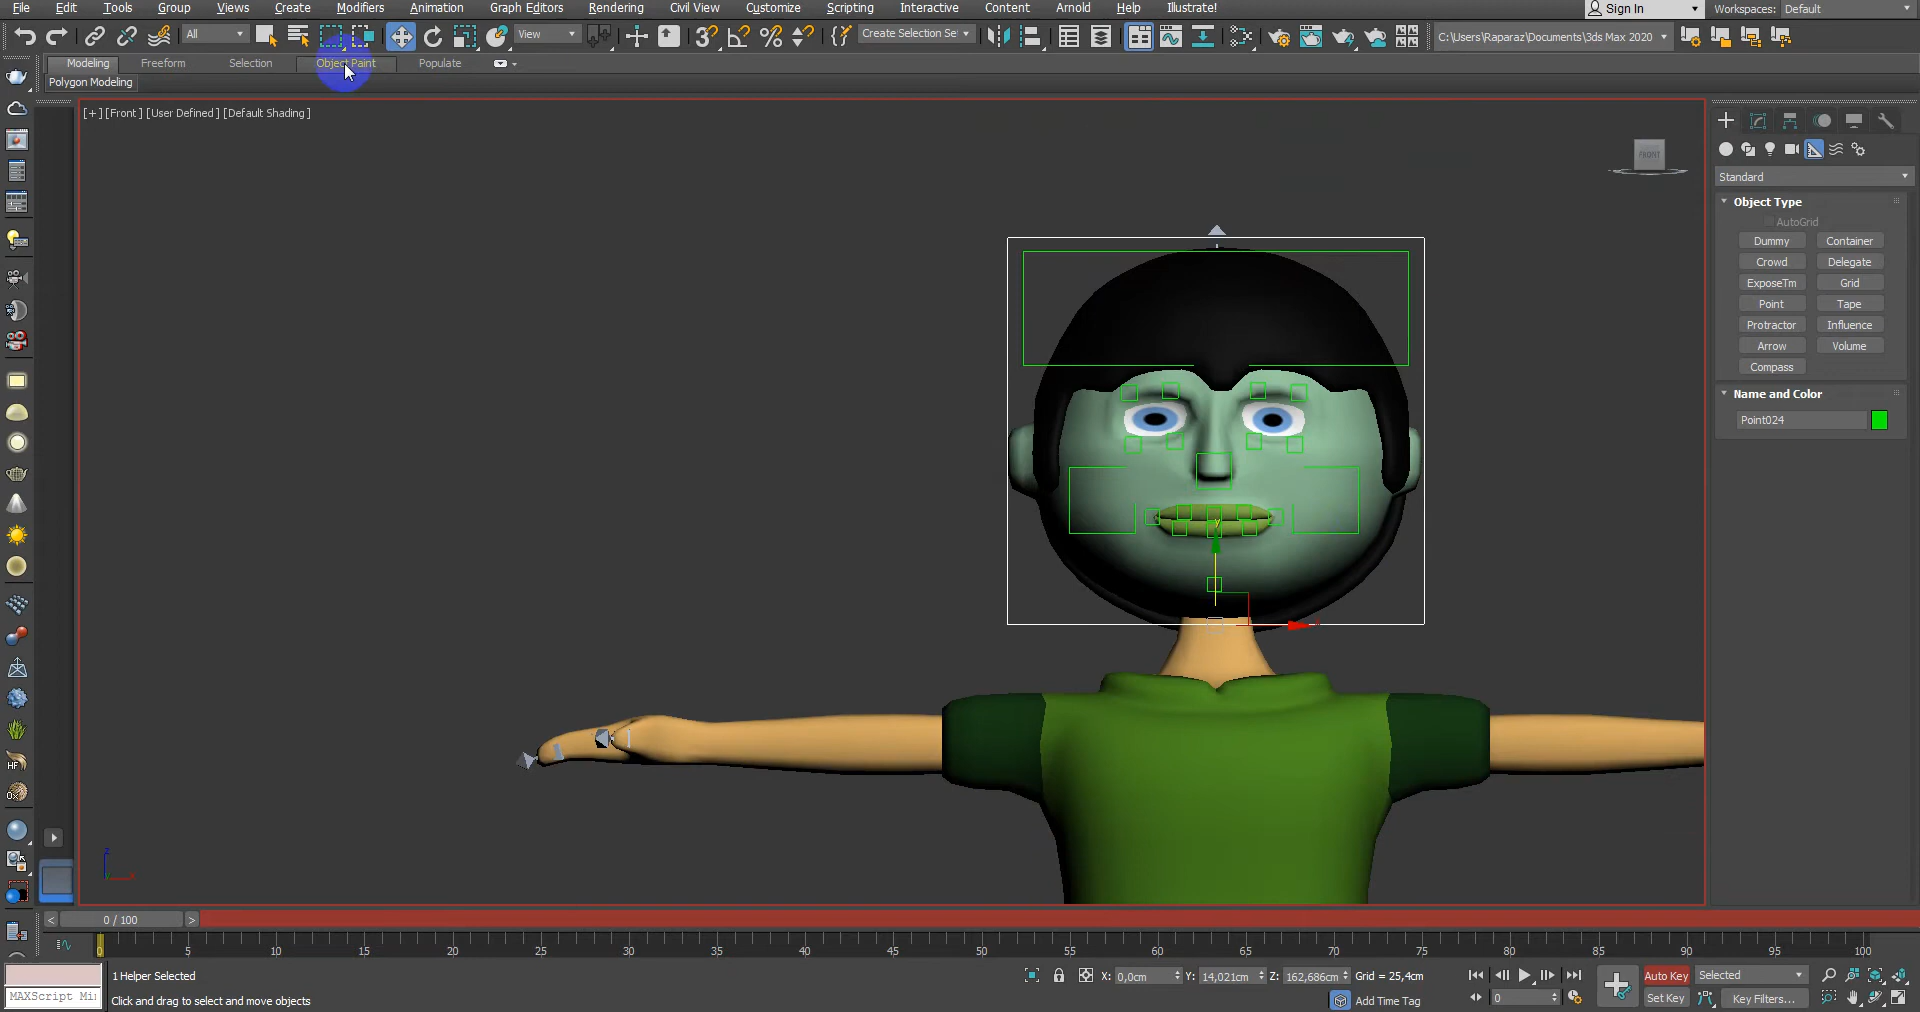 File Edit Tools Group Views Create Modifiers Animation Graph Editors Rendering Civil View Customize Scripting Interactive Content Arnold Help Illustrate! Sign In Workspaces: Default
All View Create Selection Se C:\Users\Raparaz\Documents\3ds Max 2020
Modeling Freeform Selection Object Paint Populate
Polygon Modeling
[+] [Front] [User Defined] [Default Shading]
FRONT
Standard
Object Type
AutoGrid
Dummy Container
Crowd Delegate
ExposeTm Grid
Point Tape
Protractor Influence
Arrow Volume
Compass
Name and Color
Point024
y
x
z
HF
< 0 / 100 >
0 5 10 15 20 25 30 35 40 45 50 55 60 65 70 75 80 85 90 95 100
1 Helper Selected X: 0,0cm Y: 14,021cm Z: 162,686cm Grid = 25,4cm Auto Key Selected
MAXScript Mi Click and drag to select and move objects Add Time Tag 0 Set Key Key Filters...